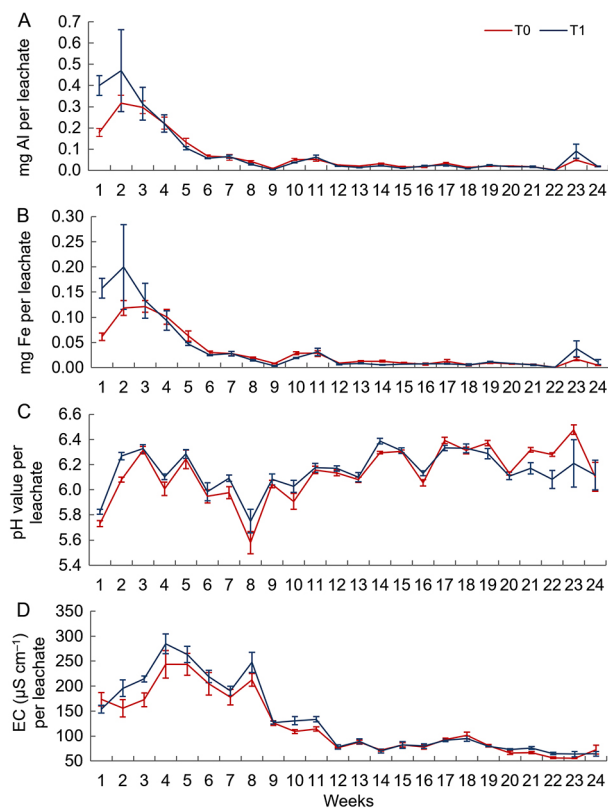 A
T0 T1
mg Al per leachate
0.7
0.6
0.5
0.4
0.3
0.2
0.1
0.0
1 2 3 4 5 6 7 8 9 10 11 12 13 14 15 16 17 18 19 20 21 22 23 24
B
mg Fe per leachate
0.30
0.25
0.20
0.15
0.10
0.05
0.00
1 2 3 4 5 6 7 8 9 10 11 12 13 14 15 16 17 18 19 20 21 22 23 24
C
pH value per
leachate
6.6
6.4
6.2
6.0
5.8
5.6
5.4
1 2 3 4 5 6 7 8 9 10 11 12 13 14 15 16 17 18 19 20 21 22 23 24
D
EC (µS cm⁻¹)
per leachate
350
300
250
200
150
100
50
1 2 3 4 5 6 7 8 9 10 11 12 13 14 15 16 17 18 19 20 21 22 23 24
Weeks